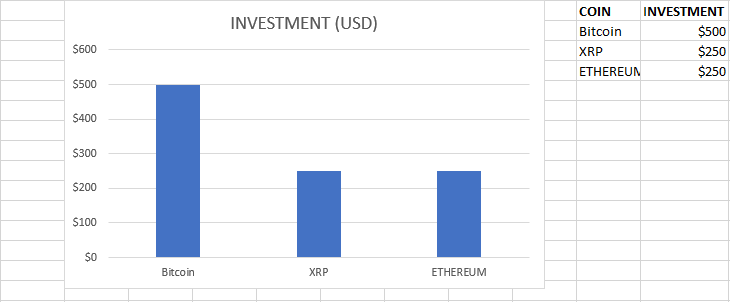 INVESTMENT (USD)
$600
$500
$400
$300
$200
$100
$0
Bitcoin XRP ETHEREUM
COIN INVESTMENT
Bitcoin $500
XRP $250
ETHEREUM $250